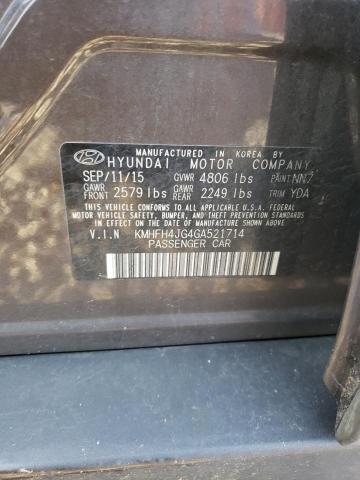 MANUFACTURED IN KOREA BY
HYUNDAI MOTOR COMPANY
SEP/11/15 GVWR 4806 lbs PAINT NN7
GAWR FRONT 2579 lbs GAWR REAR 2249 lbs TRIM YDA
THIS VEHICLE CONFORMS TO ALL APPLICABLE U.S. FEDERAL
MOTOR VEHICLE SAFETY, BUMPER, AND THEFT PREVENTION
STANDARDS IN EFFECT ON THE DATE OF
MANUFACTURE SHOWN ABOVE.
V.I.N KMHFH4JG4GA521714
PASSENGER CAR